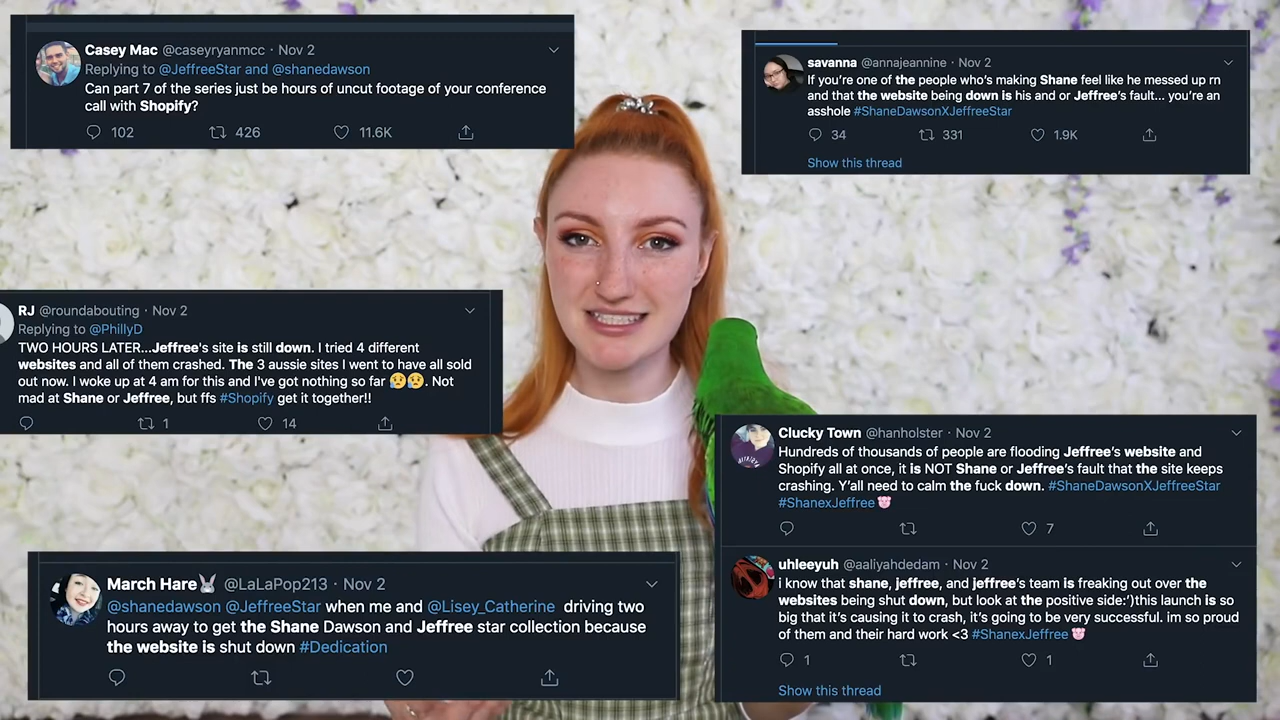 Casey Mac @caseyryanmcc · Nov 2
Replying to @JeffreeStar and @shanedawson
Can part 7 of the series just be hours of uncut footage of your conference
call with Shopify?
102 426 11.6K
savanna @annajeannine · Nov 2
If you're one of the people who's making Shane feel like he messed up rn
and that the website being down is his and or Jeffree's fault... you're an
asshole #ShaneDawsonXJeffreeStar
34 331 1.9K
Show this thread
RJ @roundabouting · Nov 2
Replying to @PhillyD
TWO HOURS LATER...Jeffree's site is still down. I tried 4 different
websites and all of them crashed. The 3 aussie sites I went to have all sold
out now. I woke up at 4 am for this and I've got nothing so far 😢😢. Not
mad at Shane or Jeffree, but ffs #Shopify get it together!!
1 14
Clucky Town @hanholster · Nov 2
Hundreds of thousands of people are flooding Jeffree's website and
Shopify all at once, it is NOT Shane or Jeffree's fault that the site keeps
crashing. Y'all need to calm the fuck down. #ShaneDawsonXJeffreeStar
#ShanexJeffree🐷
7
uhleeyuh @aaliyahdedam · Nov 2
i know that shane, jeffree, and jeffree's team is freaking out over the
websites being shut down, but look at the positive side:')this launch is so
big that it's causing it to crash, it's going to be very successful. im so proud
of them and their hard work <3 #ShanexJeffree🐷
1 1
Show this thread
March Hare🐰 @LaLaPop213 · Nov 2
@shanedawson @JeffreeStar when me and @Lisey_Catherine driving two
hours away to get the Shane Dawson and Jeffree star collection because
the website is shut down #Dedication